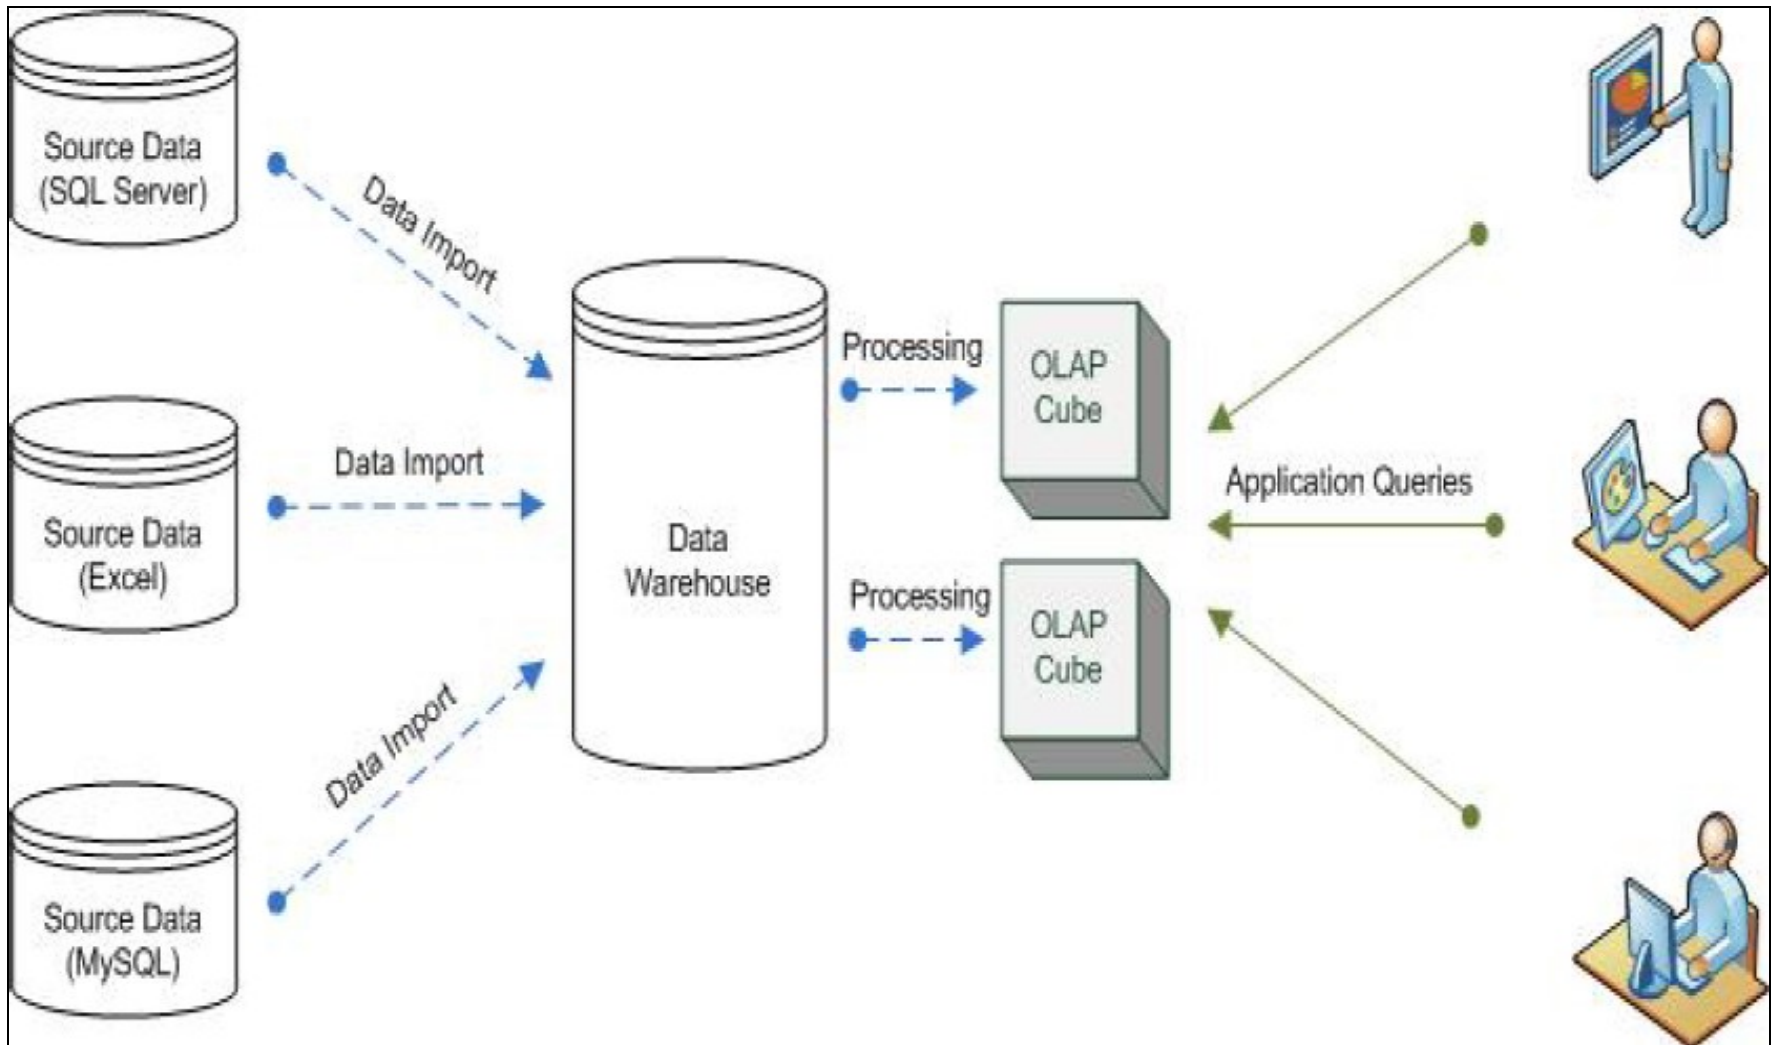 Source Data
(SQL Server)
Data Import
Source Data
(Excel)
Data Import
Source Data
(MySQL)
Data Import
Data
Warehouse
Processing
OLAP
Cube
Processing
OLAP
Cube
Application Queries